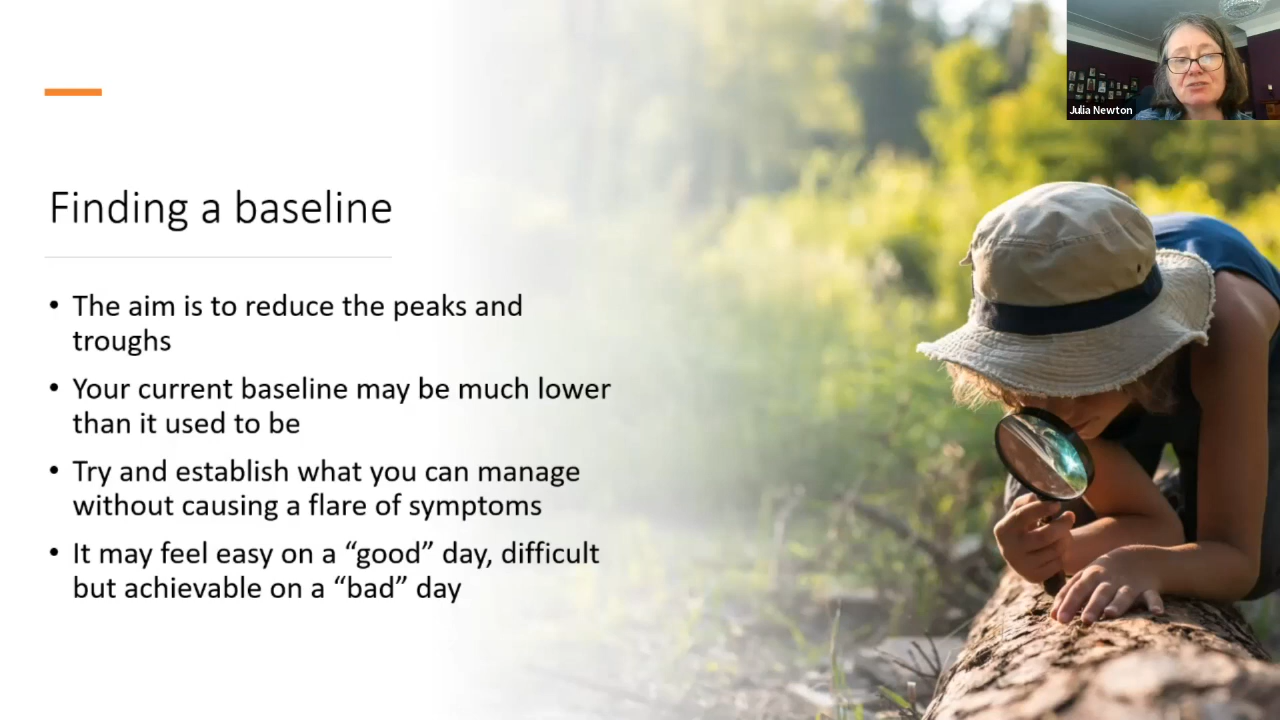 Julia Newton
Finding a baseline
• The aim is to reduce the peaks and
troughs
• Your current baseline may be much lower
than it used to be
• Try and establish what you can manage
without causing a flare of symptoms
• It may feel easy on a “good” day, difficult
but achievable on a “bad” day